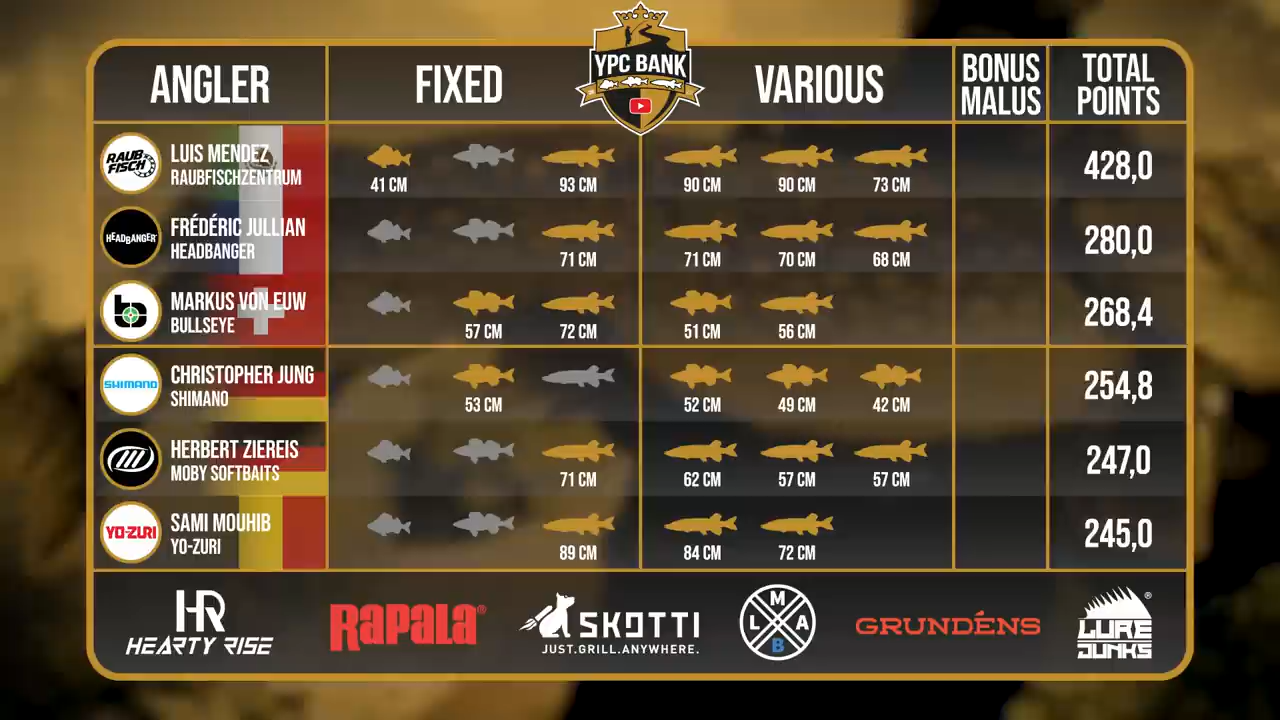 YPC BANK
ANGLER
FIXED
VARIOUS
BONUS
MALUS
TOTAL
POINTS
RAUB
FISCH
LUIS MENDEZ
RAUBFISCHZENTRUM
41 CM
93 CM
90 CM
90 CM
73 CM
428,0
HEADBANGER
FRÉDÉRIC JULLIAN
HEADBANGER
71 CM
71 CM
70 CM
68 CM
280,0
MARKUS VON EUW
BULLSEYE
57 CM
72 CM
51 CM
56 CM
268,4
SHIMANO
CHRISTOPHER JUNG
SHIMANO
53 CM
52 CM
49 CM
42 CM
254,8
HERBERT ZIEREIS
MOBY SOFTBAITS
71 CM
62 CM
57 CM
57 CM
247,0
YO-ZURI
SAMI MOUHIB
YO-ZURI
89 CM
84 CM
72 CM
245,0
HR
HEARTY RISE
RAPALA®
SKOTTI
JUST.GRILL.ANYWHERE.
L M A B
GRUNDÉNS
LURE
JUNKS®